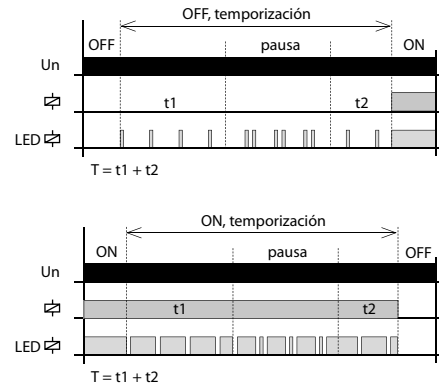 OFF, temporización
OFF pausa ON
Un
t1 t2
LED
T = t1 + t2
ON, temporización
ON pausa OFF
Un
t1 t2
LED
T = t1 + t2